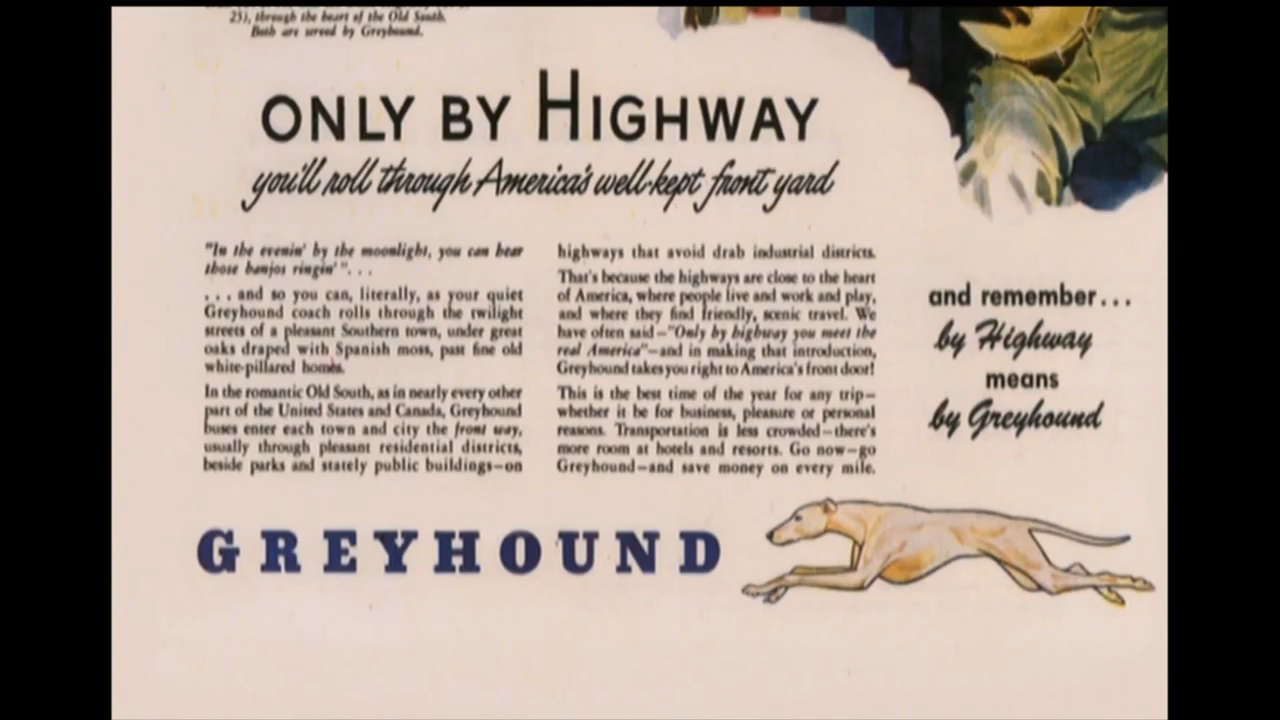 25), through the heart of the Old South.
Both are served by Greyhound.
ONLY BY HIGHWAY
you'll roll through America's well-kept front yard
"In the evenin' by the moonlight, you can hear
those banjos ringin'"...
...and so you can, literally, as your quiet
Greyhound coach rolls through the twilight
streets of a pleasant Southern town, under great
oaks draped with Spanish moss, past fine old
white-pillared homes.
In the romantic Old South, as in nearly every other
part of the United States and Canada, Greyhound
buses enter each town and city the front way,
usually through pleasant residential districts,
beside parks and stately public buildings—on
highways that avoid drab industrial districts.
That's because the highways are close to the heart
of America, where people live and work and play,
and where they find friendly, scenic travel. We
have often said—"Only by highway you meet the
real America"—and in making that introduction,
Greyhound takes you right to America's front door!
This is the best time of the year for any trip—
whether it be for business, pleasure or personal
reasons. Transportation is less crowded—there's
more room at hotels and resorts. Go now—go
Greyhound—and save money on every mile.
and remember...
by Highway
means
by Greyhound
GREYHOUND